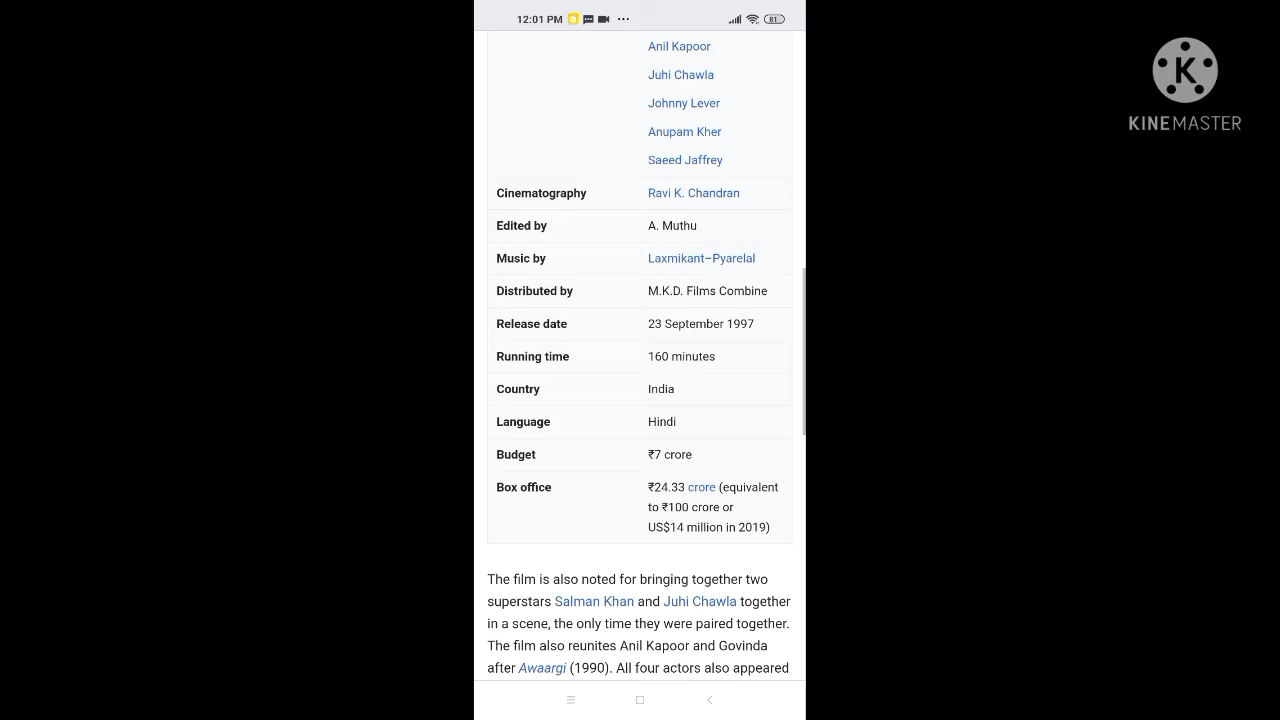 12:01 PM
81
Anil Kapoor
Juhi Chawla
Johnny Lever
Anupam Kher
Saeed Jaffrey
Cinematography Ravi K. Chandran
Edited by A. Muthu
Music by Laxmikant–Pyarelal
Distributed by M.K.D. Films Combine
Release date 23 September 1997
Running time 160 minutes
Country India
Language Hindi
Budget ₹7 crore
Box office ₹24.33 crore (equivalent
to ₹100 crore or
US$14 million in 2019)
The film is also noted for bringing together two
superstars Salman Khan and Juhi Chawla together
in a scene, the only time they were paired together.
The film also reunites Anil Kapoor and Govinda
after Awaargi (1990). All four actors also appeared
K
KINEMASTER